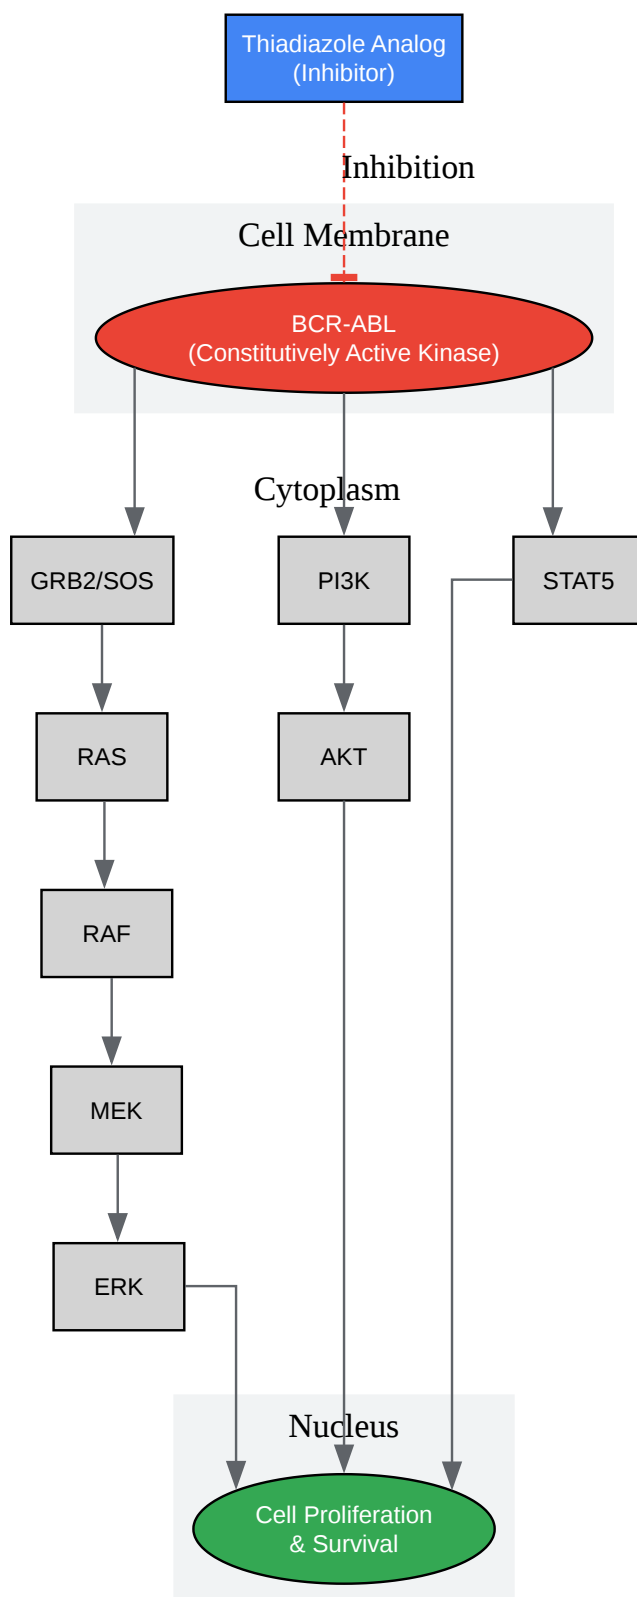 Thiadiazole Analog
(Inhibitor)
Inhibition
Cell Membrane
BCR-ABL
(Constitutively Active Kinase)
Cytoplasm
GRB2/SOS
PI3K
STAT5
RAS
AKT
RAF
MEK
ERK
Nucleus
Cell Proliferation
& Survival